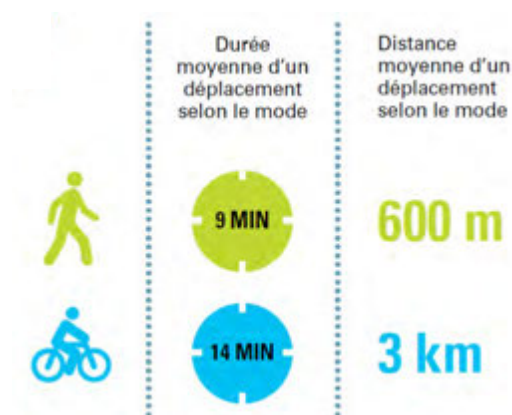 Durée
moyenne d'un
déplacement
selon le mode
Distance
moyenne d'un
déplacement
selon le mode
9 MIN
600 m
14 MIN
3 km